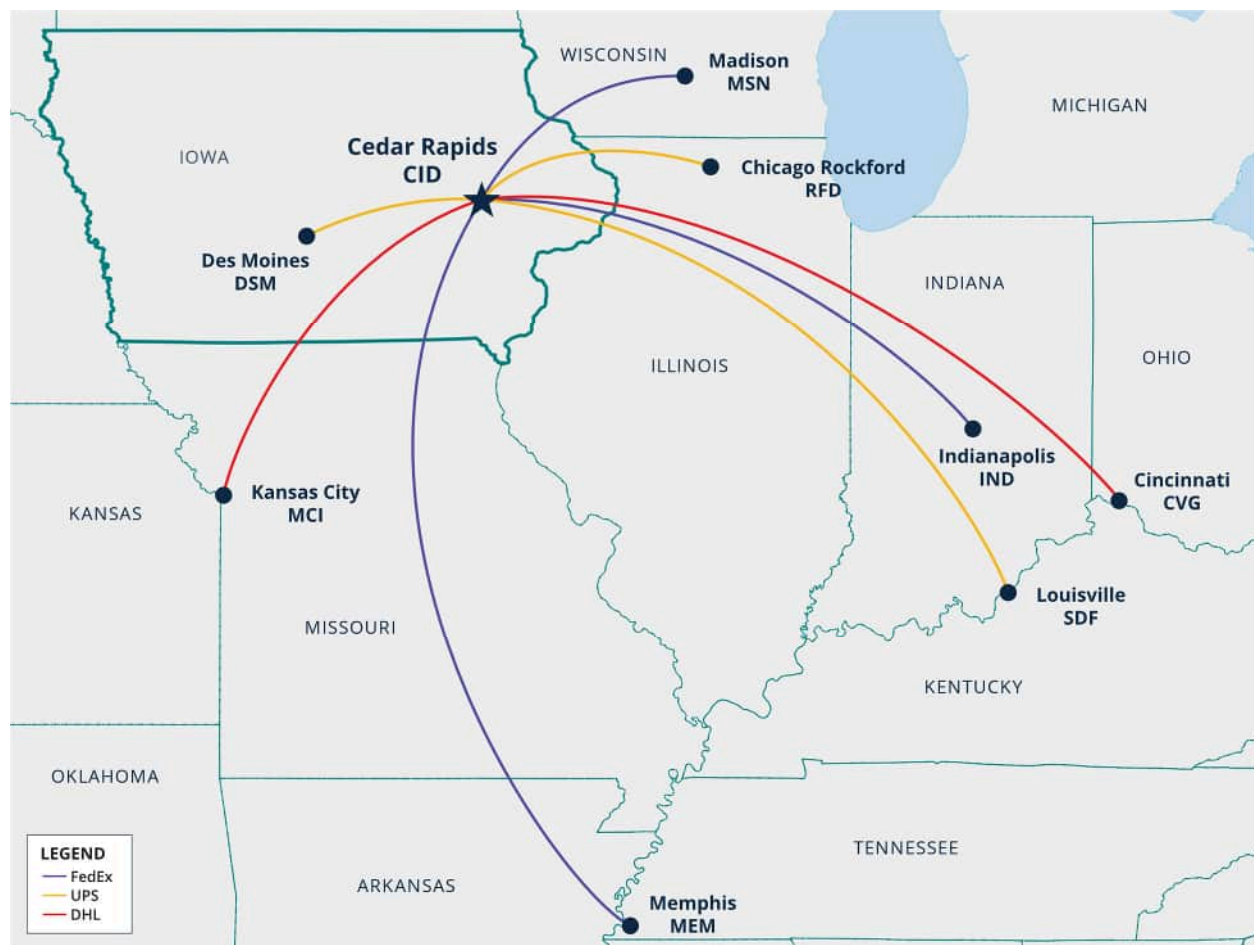 WISCONSIN
Madison
MSN
MICHIGAN
Cedar Rapids
CID
IOWA
Chicago Rockford
RFD
Des Moines
DSM
INDIANA
ILLINOIS
OHIO
Indianapolis
IND
Cincinnati
CVG
Kansas City
MCI
KANSAS
Louisville
SDF
MISSOURI
KENTUCKY
OKLAHOMA
TENNESSEE
ARKANSAS
Memphis
MEM
LEGEND
FedEx
UPS
DHL